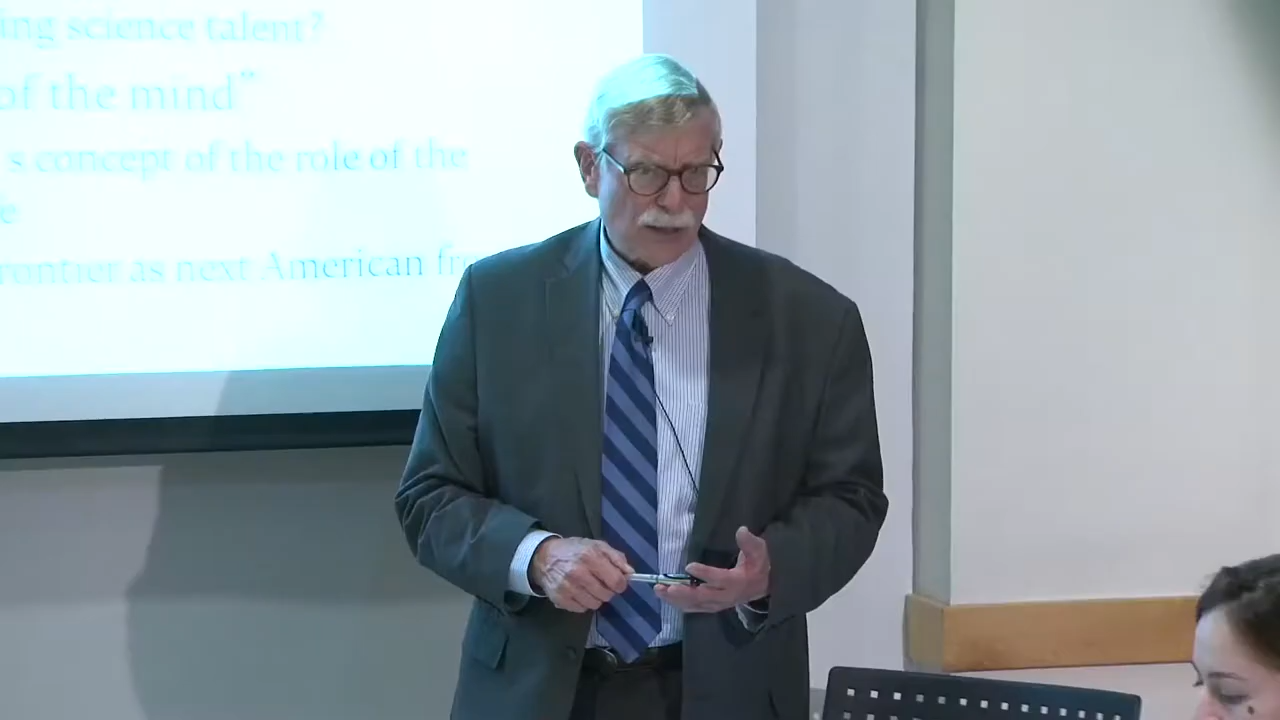 ing science talent?
of the mind"
s concept of the role of the
e
rontier as next American fr